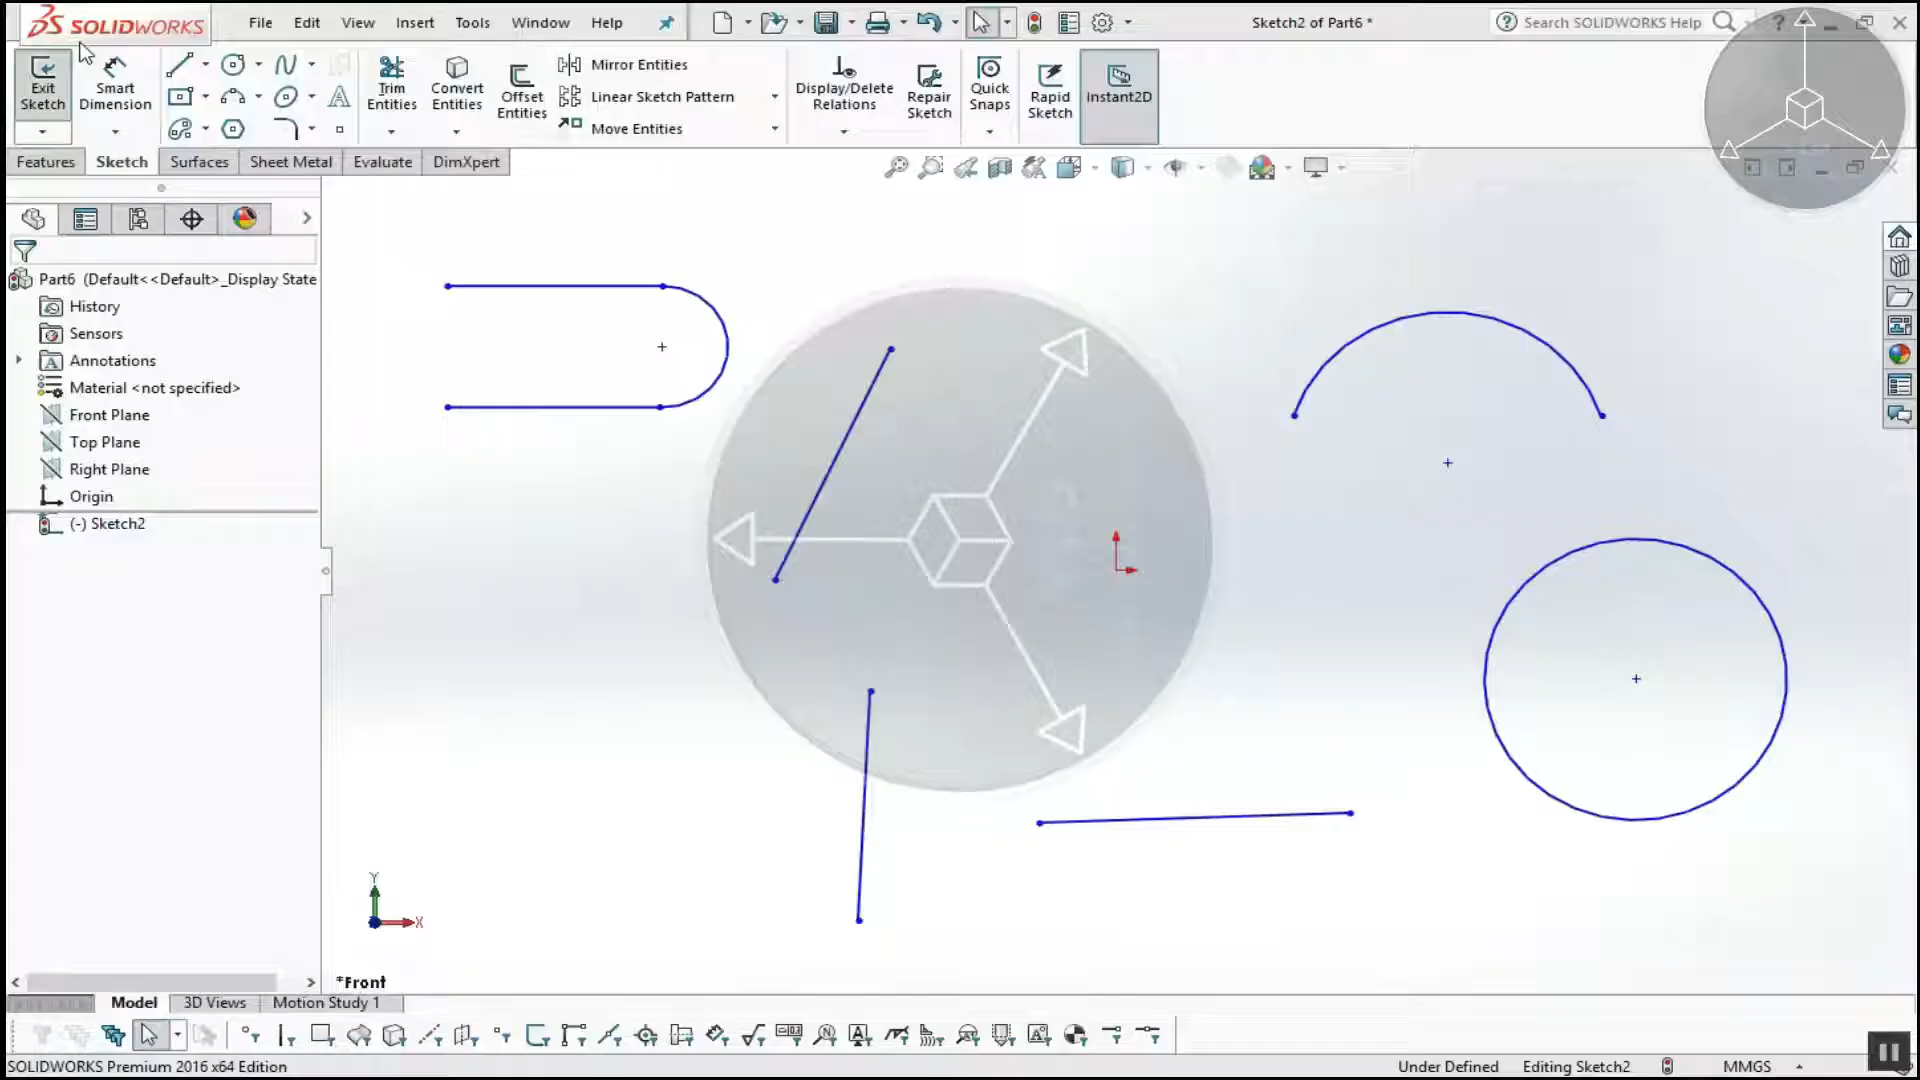 SOLIDWORKS File Edit View Insert Tools Window Help Sketch2 of Part6 * Search SOLIDWORKS Help
Exit Sketch
Smart Dimension
Trim Entities
Convert Entities
Offset Entities
Mirror Entities
Linear Sketch Pattern
Move Entities
Display/Delete Relations
Repair Sketch
Quick Snaps
Rapid Sketch
Instant2D
Features Sketch Surfaces Sheet Metal Evaluate DimXpert
Part6 (Default<<Default>_Display State
History
Sensors
Annotations
Material <not specified>
Front Plane
Top Plane
Right Plane
Origin
(-) Sketch2
Y
X
*Front
Model 3D Views Motion Study 1
SOLIDWORKS Premium 2016 x64 Edition Under Defined Editing Sketch2 MMGS